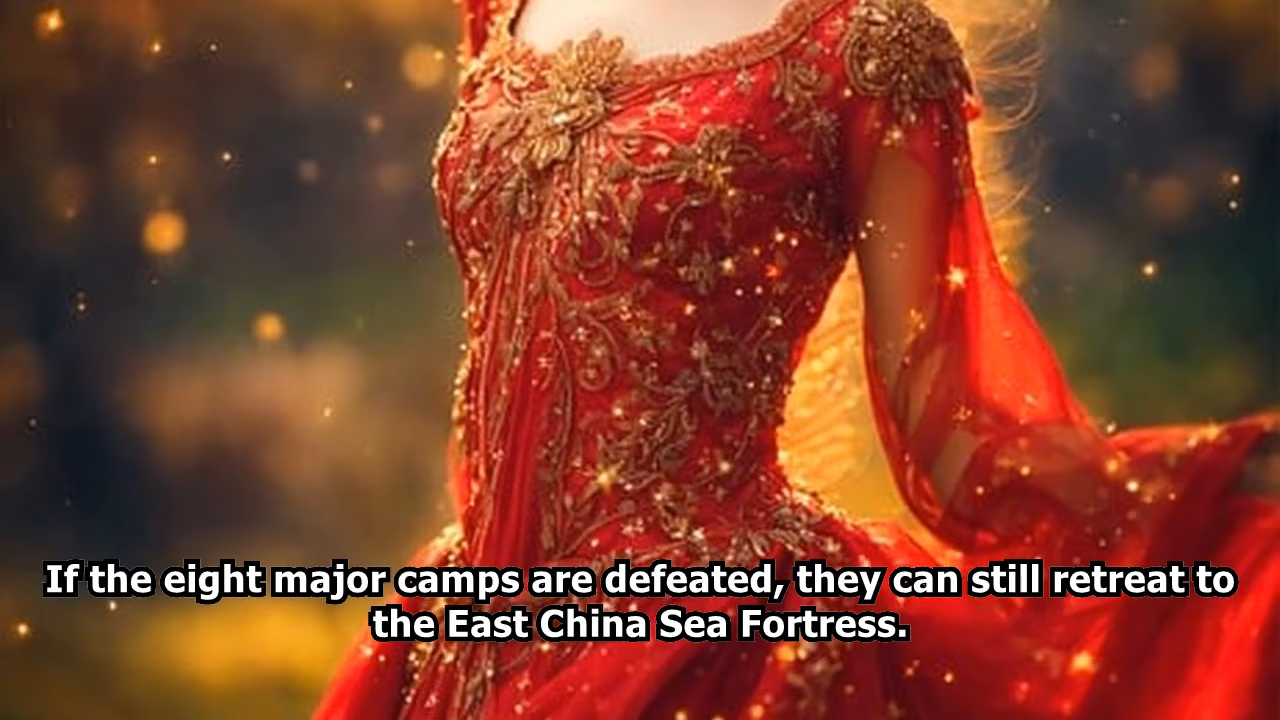 If the eight major camps are defeated, they can still retreat to
the East China Sea Fortress.